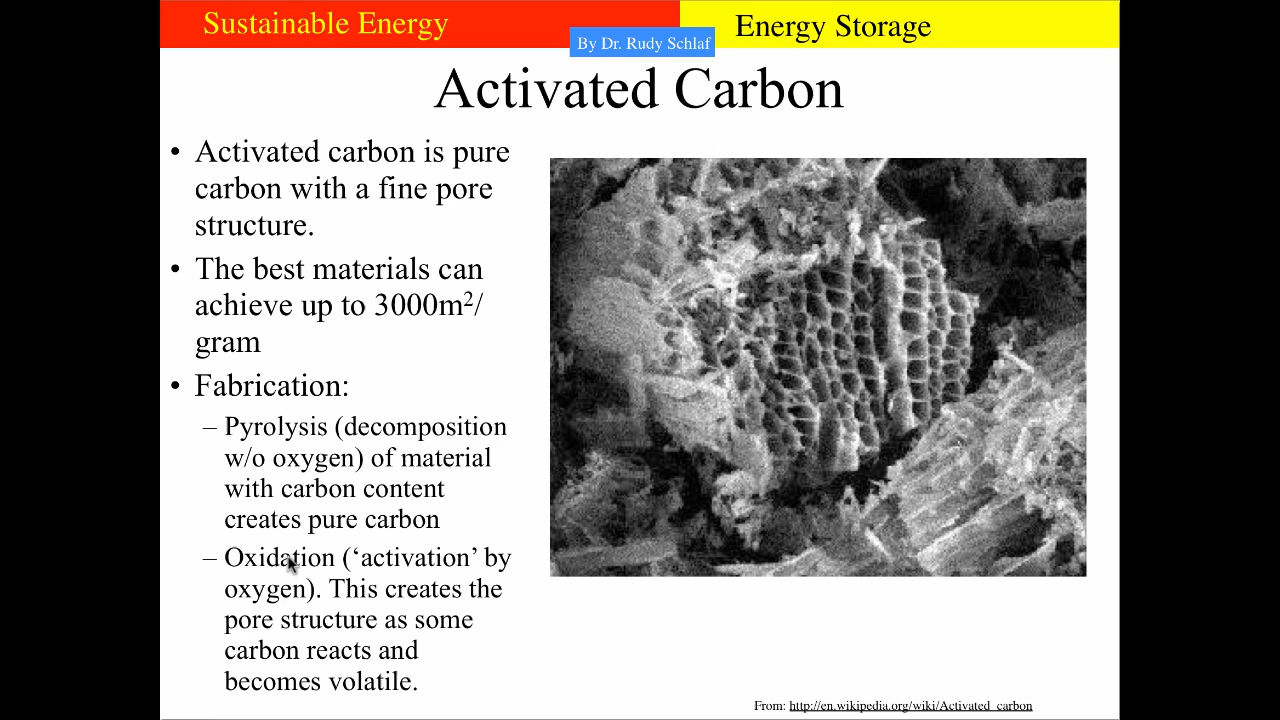 Sustainable Energy
Energy Storage
By Dr. Rudy Schlaf
Activated Carbon
• Activated carbon is pure
carbon with a fine pore
structure.
• The best materials can
achieve up to 3000m²/
gram
• Fabrication:
– Pyrolysis (decomposition
w/o oxygen) of material
with carbon content
creates pure carbon
– Oxidation (‘activation’ by
oxygen). This creates the
pore structure as some
carbon reacts and
becomes volatile.
From: http://en.wikipedia.org/wiki/Activated_carbon